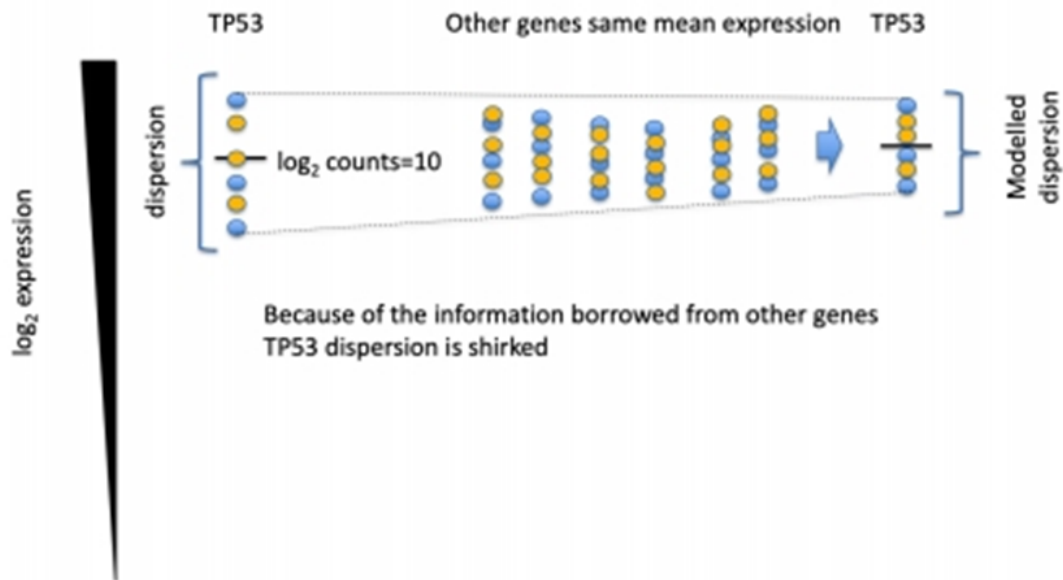 TP53
Other genes same mean expression
TP53
dispersion
log₂ counts=10
Modelled
dispersion
log₂ expression
Because of the information borrowed from other genes
TP53 dispersion is shirked